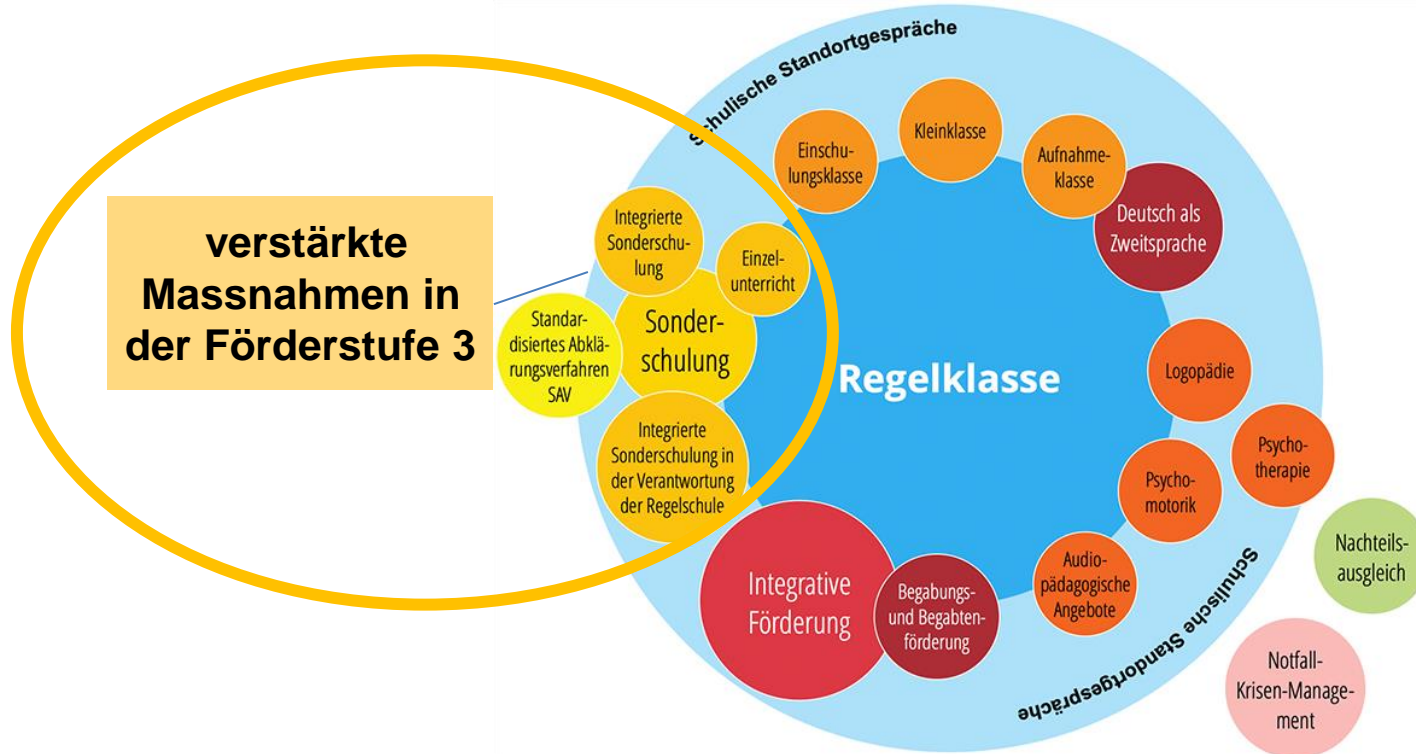 Schulische Standortgespräche
Kleinklasse
Einschu-
lungsklasse
Aufnahme-
klasse
Deutsch als
Zweitsprache
verstärkte
Massnahmen in
der Förderstufe 3
Integrierte
Sonderschu-
lung
Einzel-
unterricht
Standar-
disiertes Abklä-
rungsverfahren
SAV
Sonder-
schulung
Regelklasse
Logopädie
Integrierte
Sonderschulung in
der Verantwortung
der Regelschule
Psycho-
therapie
Psycho-
motorik
Integrative
Förderung
Begabungs-
und Begabten-
förderung
Audio-
pädagogische
Angebote
Schulische Standortgespräche
Nachteils-
ausgleich
Notfall-
Krisen-Manage-
ment